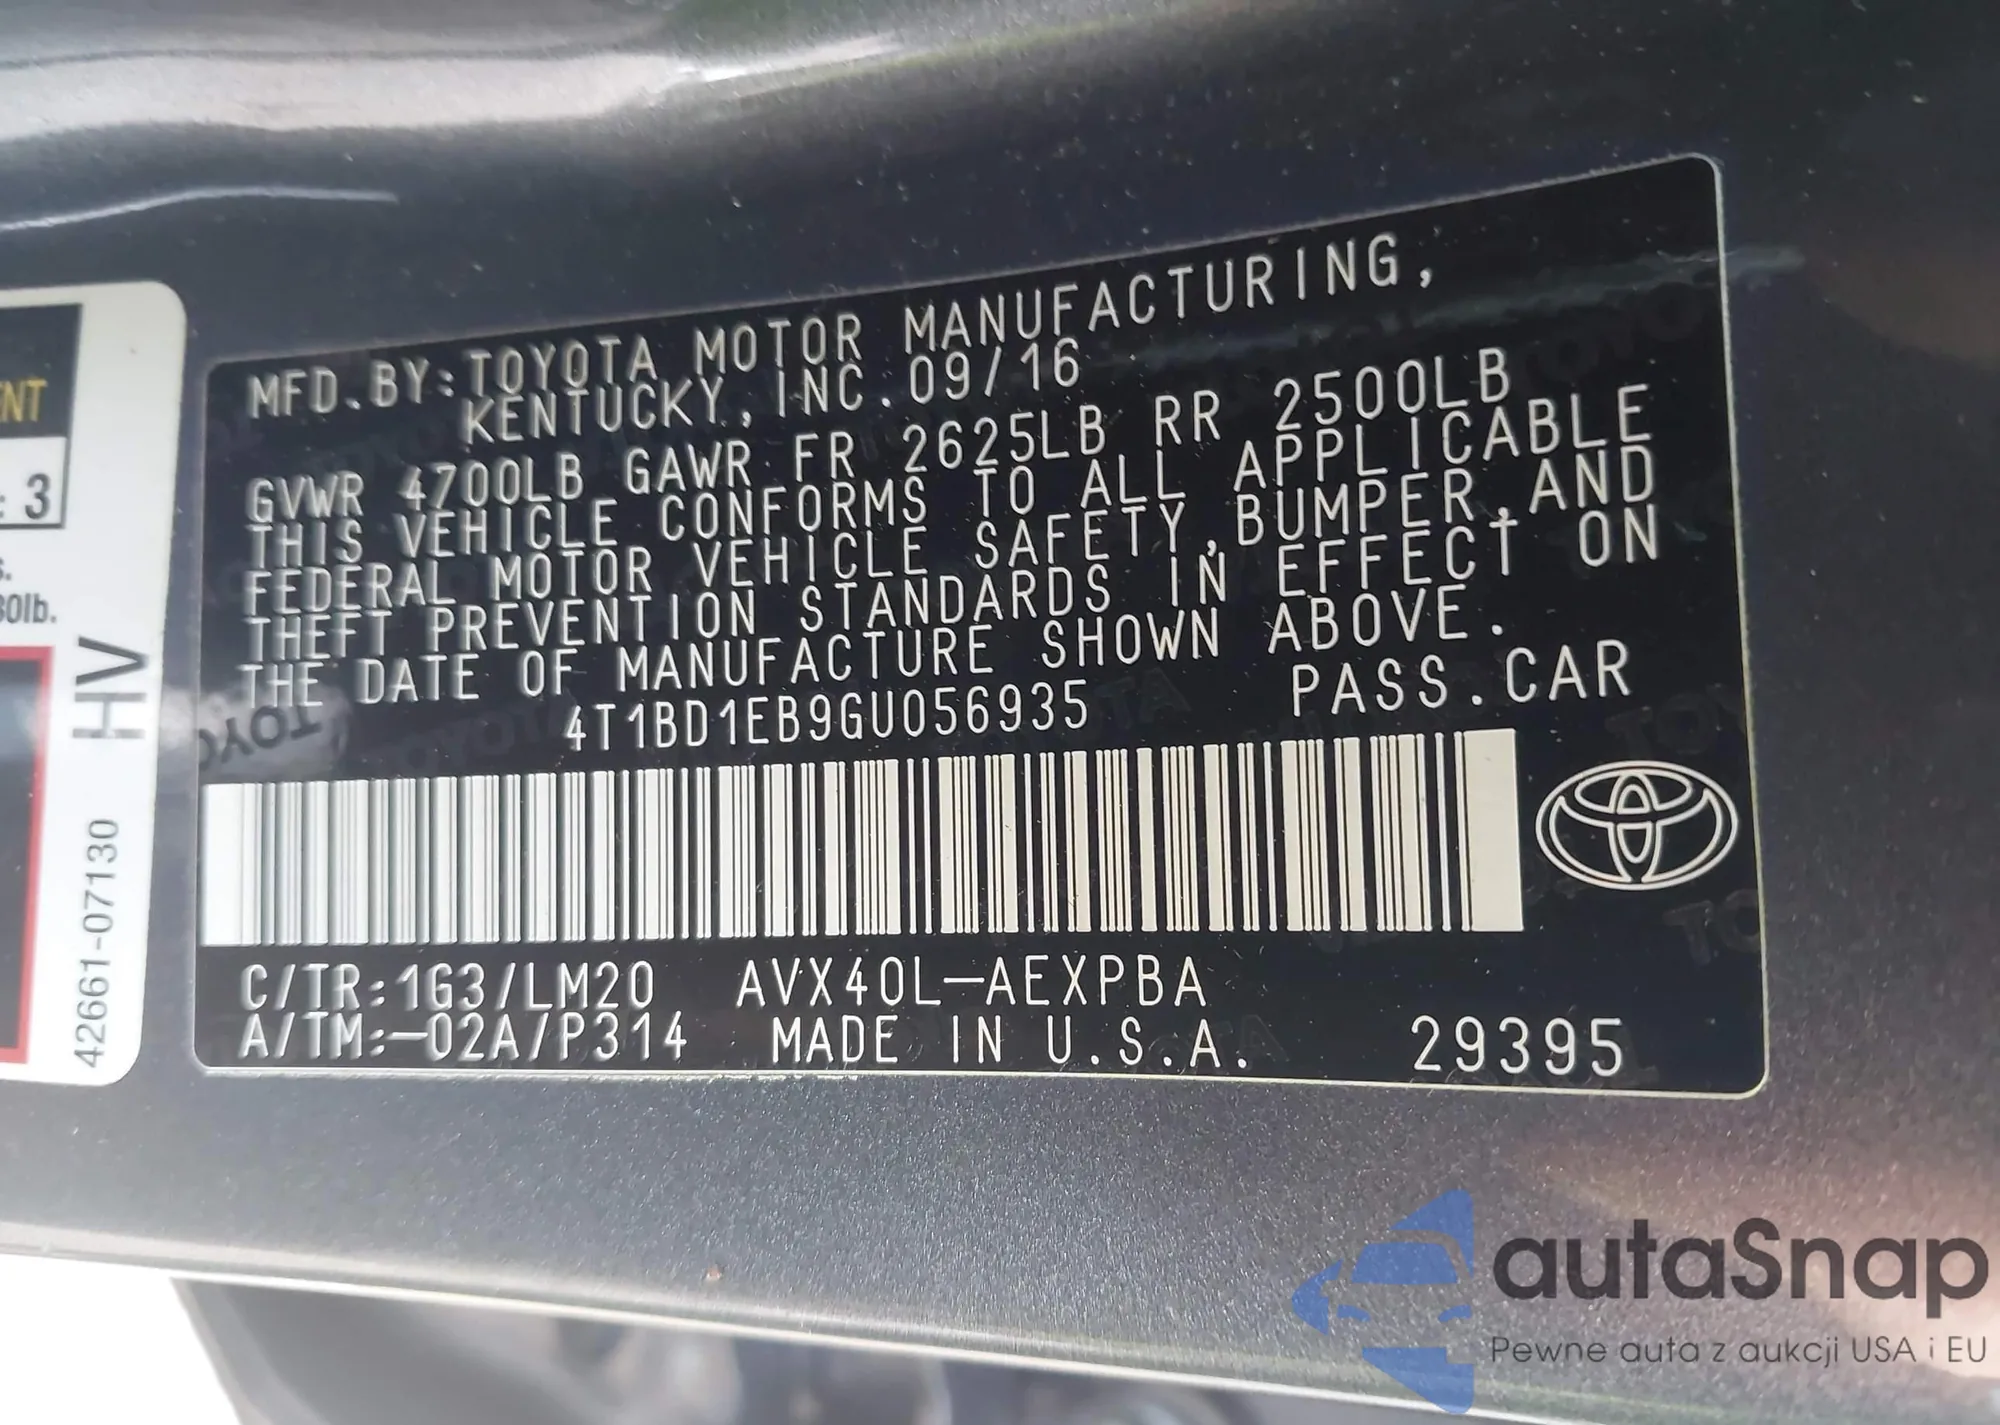 ENT
: 3
s.
30lb.
HV
42661-07130
MFD.BY:TOYOTA MOTOR MANUFACTURING,
KENTUCKY, INC. 09/16
GVWR 4700LB GAWR FR 2625LB RR 2500LB
THIS VEHICLE CONFORMS TO ALL APPLICABLE
FEDERAL MOTOR VEHICLE SAFETY,BUMPER,AND
THEFT PREVENTION STANDARDS IN EFFECT ON
THE DATE OF MANUFACTURE SHOWN ABOVE.
4T1BD1EB9GU056935 PASS.CAR
C/TR:1G3/LM20 AVX40L-AEXPBA
A/TM:-02A/P314 MADE IN U.S.A. 29395
autaSnap
Pewne auta z aukcji USA i EU